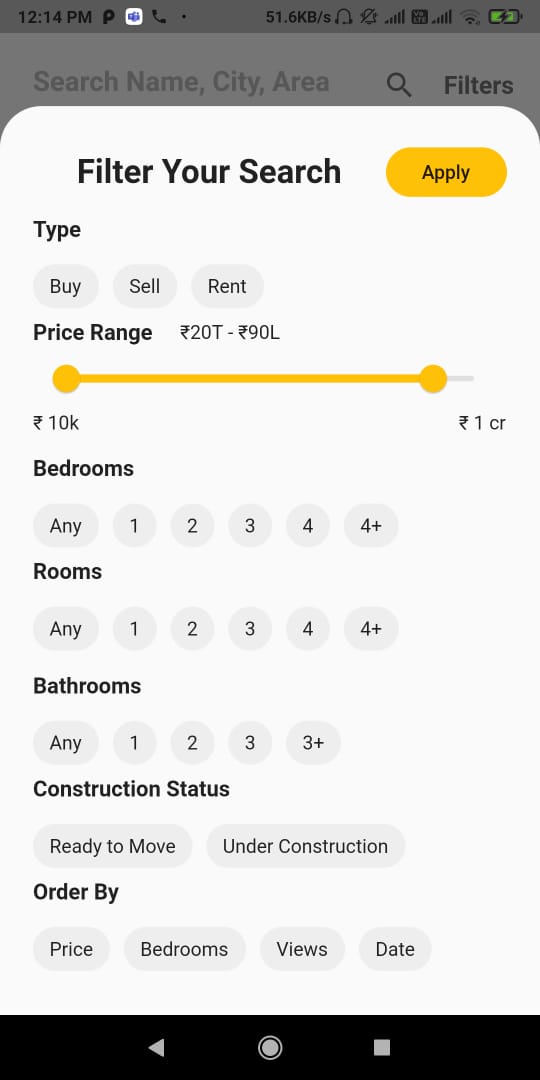 12:14 PM
51.6KB/s
Search Name, City, Area
Filters
Filter Your Search
Apply
Type
Buy Sell Rent
Price Range ₹20T - ₹90L
₹ 10k ₹ 1 cr
Bedrooms
Any 1 2 3 4 4+
Rooms
Any 1 2 3 4 4+
Bathrooms
Any 1 2 3 3+
Construction Status
Ready to Move Under Construction
Order By
Price Bedrooms Views Date